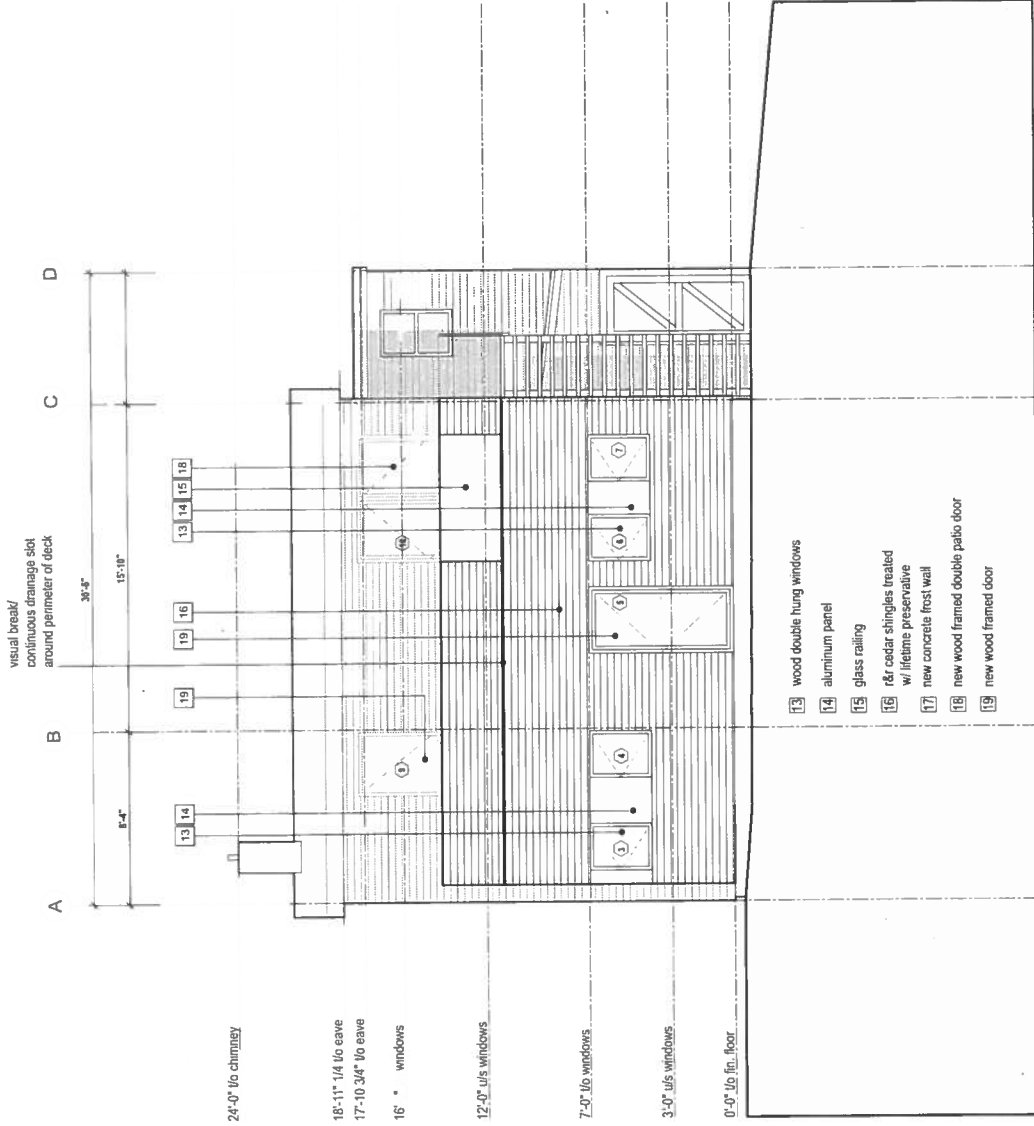 visual break/
continuous drainage slot
around perimeter of deck
30'-6"
8'-4"
15'-10"
A
B
C
D
13 14
19
19 16
13 14 15 18
24'-0" t/o chimney
18'-11" 1/4 t/o eave
17'-10 3/4" t/o eave
16' " windows
12'-0" u/s windows
7'-0" t/o windows
3'-0" u/s windows
0'-0" t/o fin. floor
9
10
3
4
5
6
7
13 wood double hung windows
14 aluminum panel
15 glass railing
16 r&r cedar shingles treated
w/ lifetime preservative
17 new concrete frost wall
18 new wood framed double patio door
19 new wood framed door